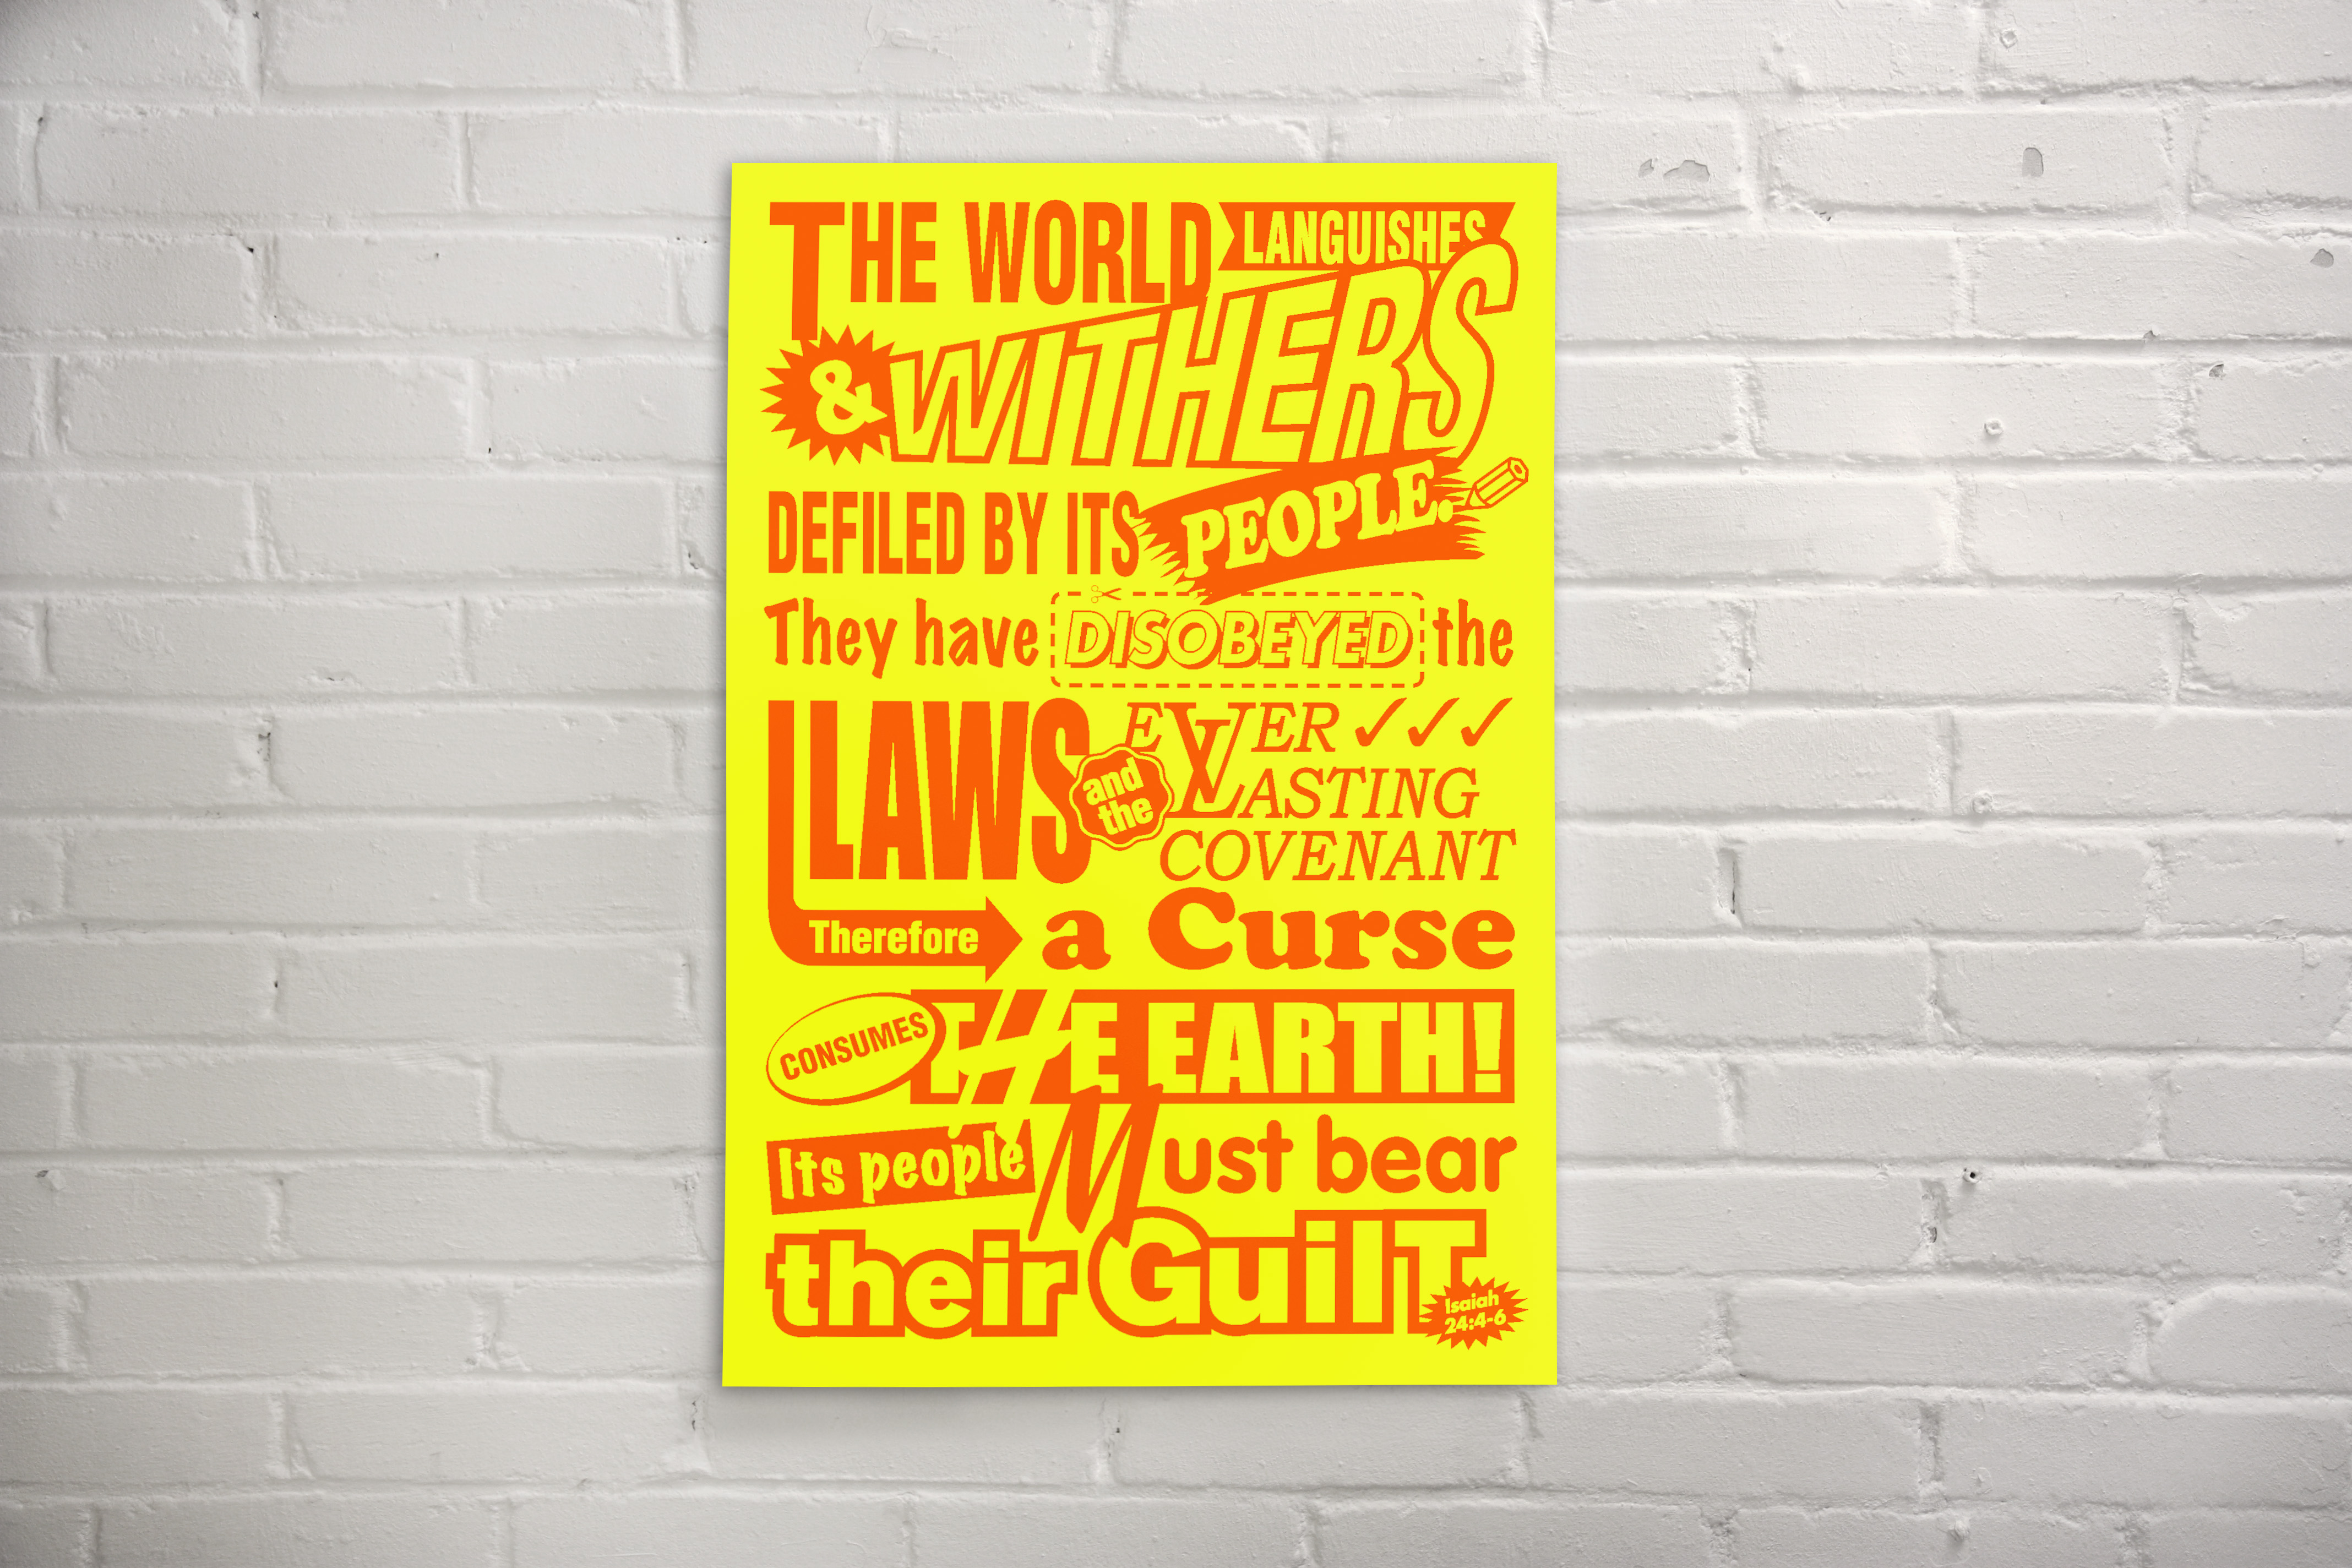 THE WORLD LANGUISHES
& WITHERS
DEFILED BY ITS PEOPLE.
They have DISOBEYED the
LAWS and the EVER ✓✓✓
LASTING
COVENANT
Therefore a Curse
CONSUMES THE EARTH!
Its people Must bear
their GuilT
Isaiah
24:4-6